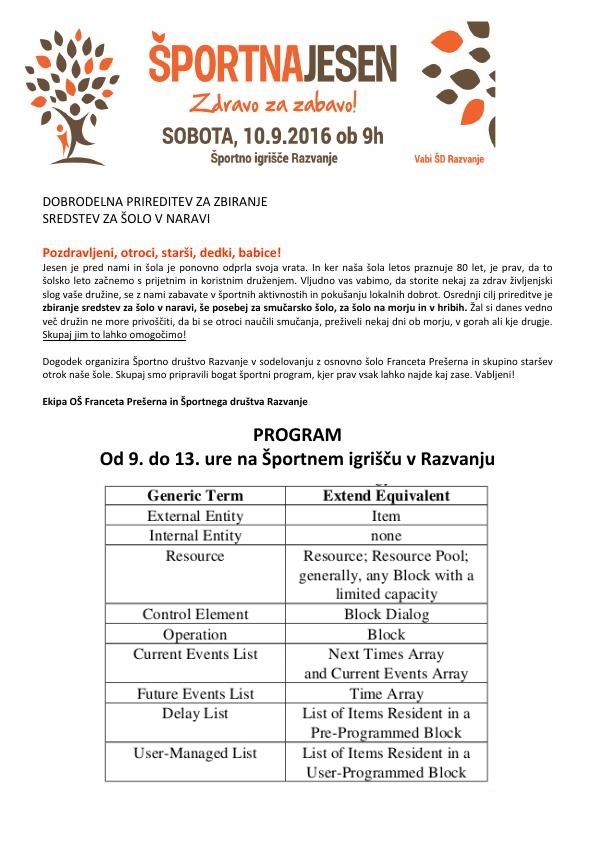 ŠPORTNAJESEN
Zdravo za zabavo!
SOBOTA, 10.9.2016 ob 9h
Športno igrišče Razvanje
Vabi ŠD Razvanje
DOBRODELNA PRIREDITEV ZA ZBIRANJE
SREDSTEV ZA ŠOLO V NARAVI
Pozdravljeni, otroci, starši, dedki, babice!
Jesen je pred nami in šola je ponovno odprla svoja vrata. In ker naša šola letos praznuje 80 let, je prav, da to
šolsko leto začnemo s prijetnim in koristnim druženjem. Vljudno vas vabimo, da storite nekaj za zdrav življenjski
slog vaše družine, se z nami zabavate v športnih aktivnostih in pokušanju lokalnih dobrot. Osrednji cilj prireditve je
zbiranje sredstev za šolo v naravi, še posebej za smučarsko šolo, za šolo na morju in v hribih. Žal si danes vedno
več družin ne more privoščiti, da bi se otroci naučili smučanja, preživeli nekaj dni ob morju, v gorah ali kje drugje.
Skupaj jim to lahko omogočimo!
Dogodek organizira Športno društvo Razvanje v sodelovanju z osnovno šolo Franceta Prešerna in skupino staršev
otrok naše šole. Skupaj smo pripravili bogat športni program, kjer prav vsak lahko najde kaj zase. Vabljeni!
Ekipa OŠ Franceta Prešerna in Športnega društva Razvanje
PROGRAM
Od 9. do 13. ure na Športnem igrišču v Razvanju
Generic Term Extend Equivalent
External Entity Item
Internal Entity none
Resource Resource; Resource Pool;
generally, any Block with a
limited capacity
Control Element Block Dialog
Operation Block
Current Events List Next Times Array
and Current Events Array
Future Events List Time Array
Delay List List of Items Resident in a
Pre-Programmed Block
User-Managed List List of Items Resident in a
User-Programmed Block